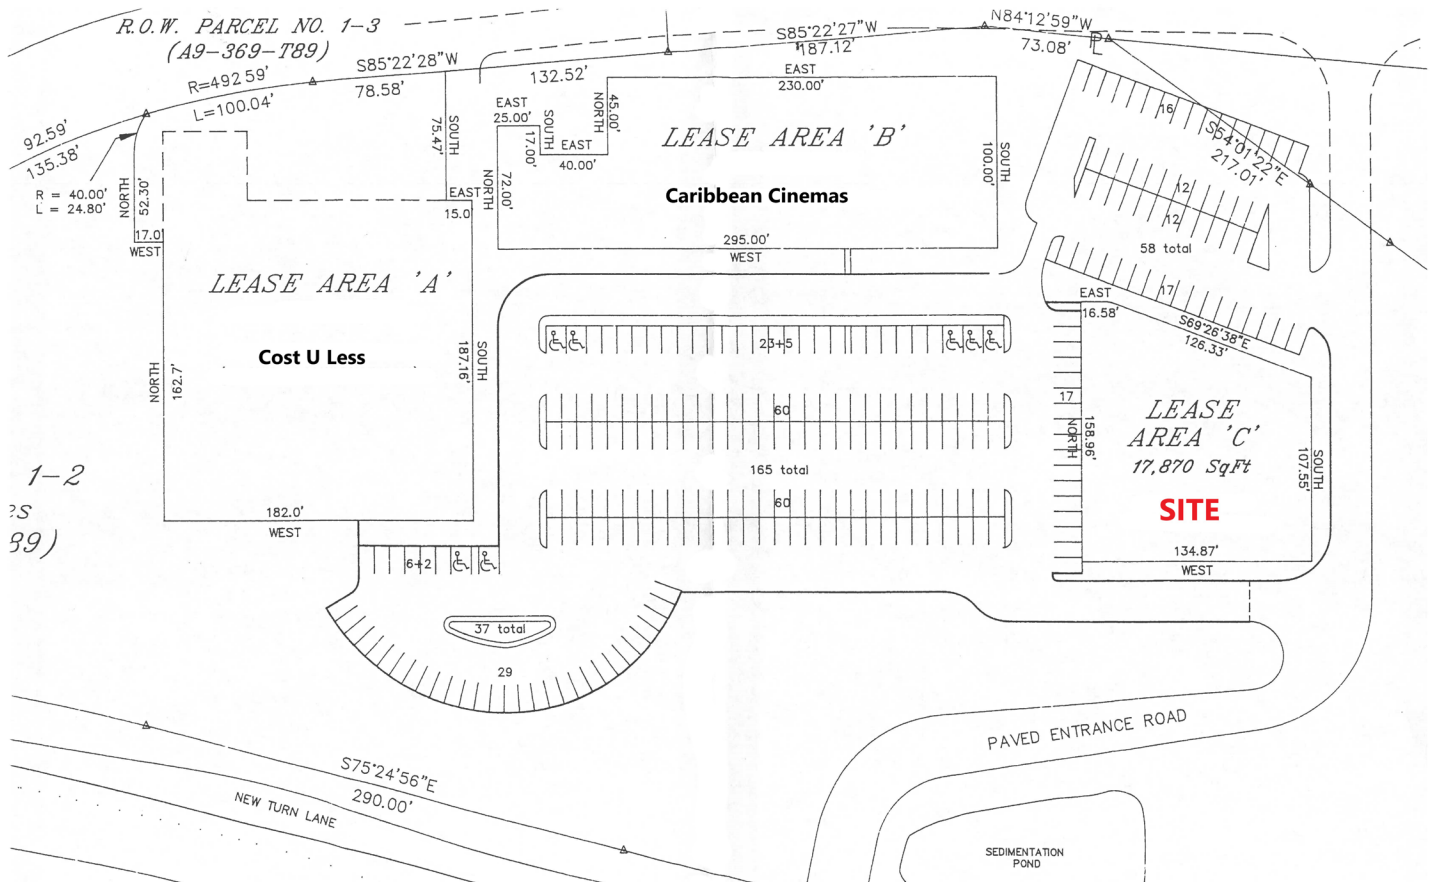 R.O.W. PARCEL NO. 1-3
(A9-369-T89)
R=492.59'
L=100.04'
S85°22'28"W
78.58'
132.52'
S85°22'27"W
187.12'
N84°12'59"W
73.08'
PL
92.59'
135.38'
R = 40.00'
L = 24.80'
NORTH
52.30'
17.0'
WEST
SOUTH
75.47'
EAST
15.0'
EAST
25.00'
SOUTH
17.00'
EAST
40.00'
NORTH
45.00'
EAST
230.00'
NORTH
72.00'
LEASE AREA 'B'
Caribbean Cinemas
SOUTH
100.00'
295.00'
WEST
16
S54°01'22"E
217.01'
12
12
58 total
17
EAST
16.58'
S69°26'38"E
126.33'
LEASE AREA 'A'
Cost U Less
NORTH
162.7'
SOUTH
187.16'
182.0'
WEST
23+5
60
165 total
60
17
NORTH
158.96'
LEASE
AREA 'C'
17,870 SqFt
SITE
SOUTH
107.55'
134.87'
WEST
1-2
es
89)
6+2
37 total
29
PAVED ENTRANCE ROAD
S75°24'56"E
290.00'
NEW TURN LANE
SEDIMENTATION
POND